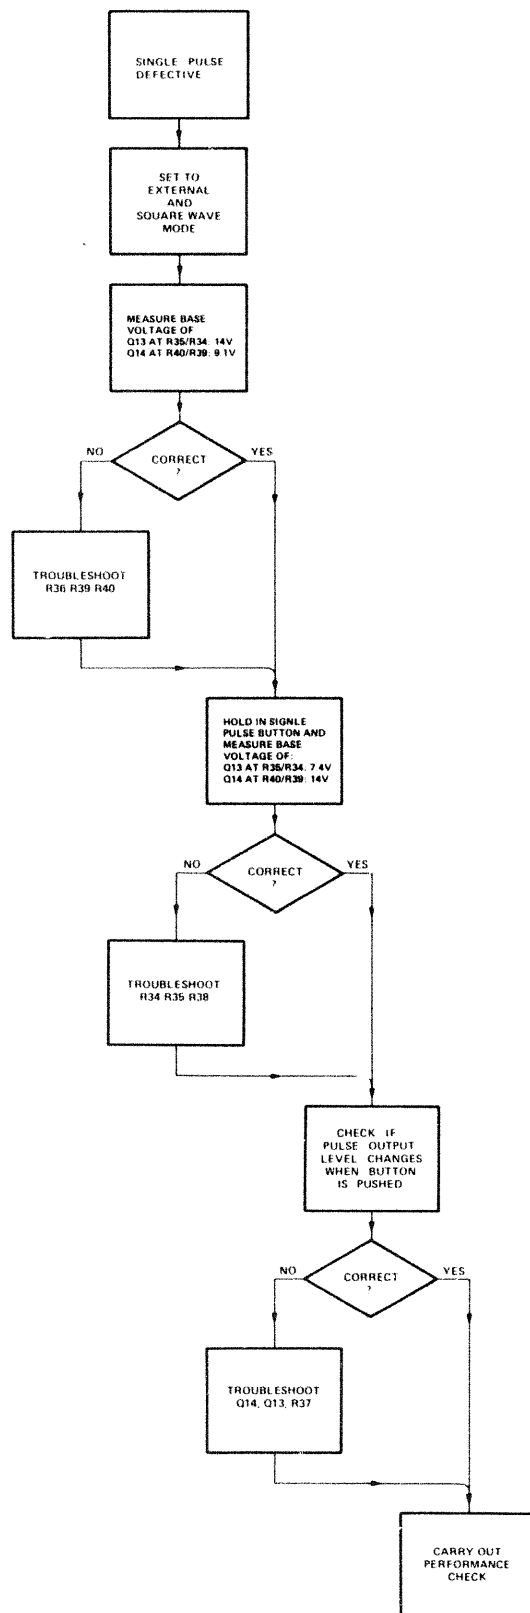 SINGLE PULSE
DEFECTIVE
SET TO
EXTERNAL
AND
SQUARE WAVE
MODE
MEASURE BASE
VOLTAGE OF
Q13 AT R35/R34: 14V
Q14 AT R40/R39: 9.1V
NO
CORRECT
?
YES
TROUBLESHOOT
R36 R39 R40
HOLD IN SIGNLE
PULSE BUTTON AND
MEASURE BASE
VOLTAGE OF:
Q13 AT R35/R34: 7.4V
Q14 AT R40/R39: 14V
NO
CORRECT
?
YES
TROUBLESHOOT
R34 R35 R38
CHECK IF
PULSE OUTPUT
LEVEL CHANGES
WHEN BUTTON
IS PUSHED
NO
CORRECT
?
YES
TROUBLESHOOT
Q14, Q13, R37
CARRY OUT
PERFORMANCE
CHECK